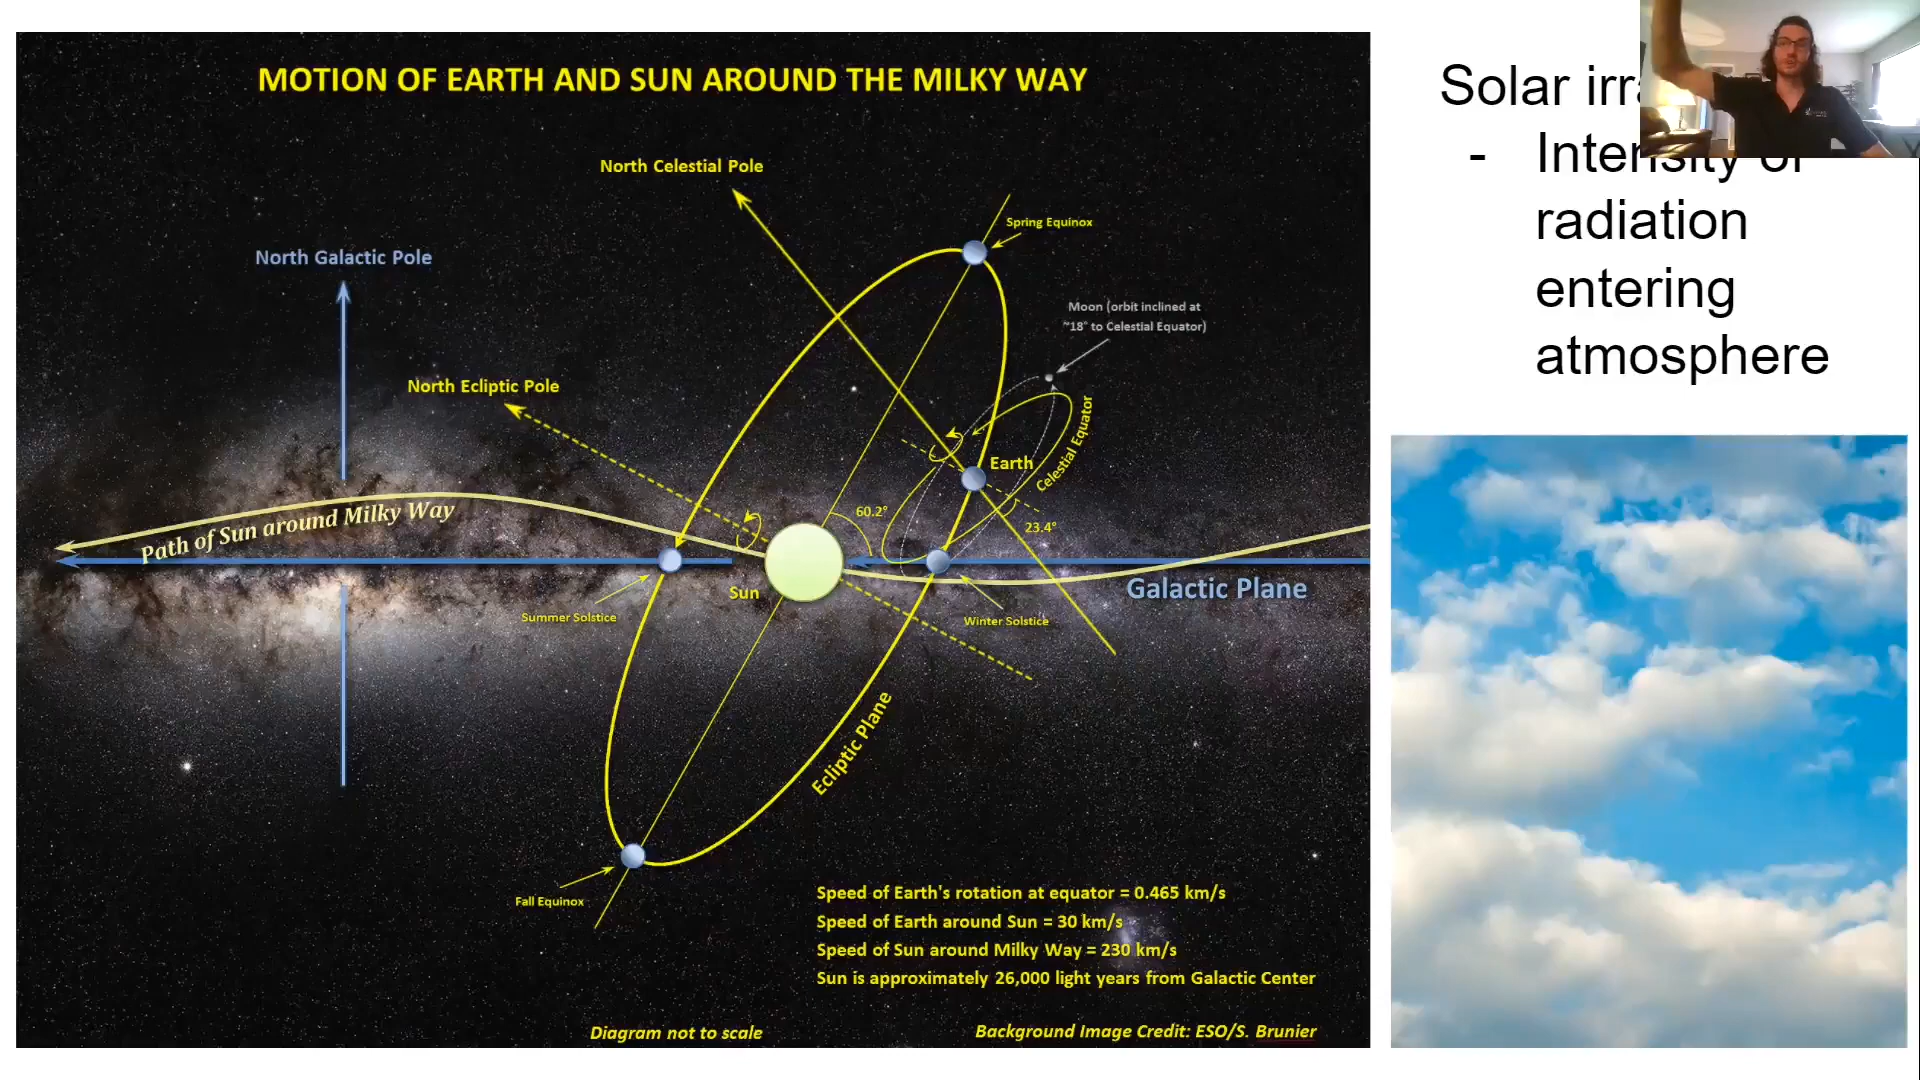 MOTION OF EARTH AND SUN AROUND THE MILKY WAY
North Celestial Pole
Spring Equinox
North Galactic Pole
Moon (orbit inclined at
~18° to Celestial Equator)
North Ecliptic Pole
Celestial Equator
Earth
60.2°
23.4°
Path of Sun around Milky Way
Galactic Plane
Sun
Summer Solstice
Winter Solstice
Ecliptic Plane
Fall Equinox
Speed of Earth's rotation at equator = 0.465 km/s
Speed of Earth around Sun = 30 km/s
Speed of Sun around Milky Way = 230 km/s
Sun is approximately 26,000 light years from Galactic Center
Diagram not to scale
Background Image Credit: ESO/S. Brunier
Solar
- Intensity of
radiation
entering
atmosphere